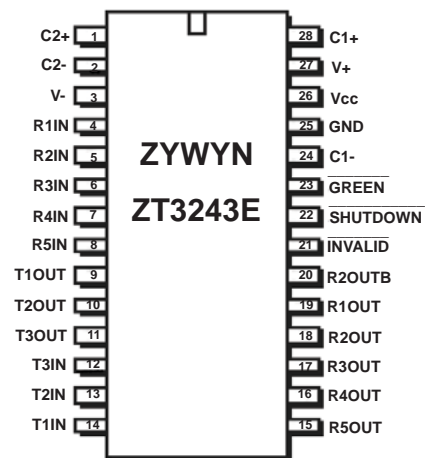 C2+ 1 28 C1+
C2- 2 27 V+
V- 3 26 Vcc
R1IN 4 25 GND
R2IN 5 24 C1-
R3IN 6 23 GREEN
R4IN 7 22 SHUTDOWN
R5IN 8 21 INVALID
T1OUT 9 20 R2OUTB
T2OUT 10 19 R1OUT
T3OUT 11 18 R2OUT
T3IN 12 17 R3OUT
T2IN 13 16 R4OUT
T1IN 14 15 R5OUT
ZYWYN
ZT3243E